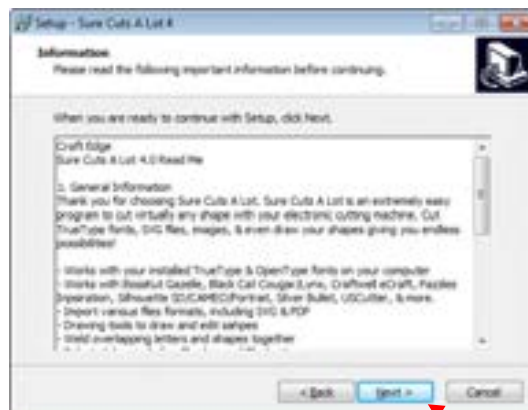 Setup - Sure Cuts A Lot 4
Information
Please read the following important information before continuing.
When you are ready to continue with Setup, click Next.
Craft Edge
Sure Cuts A Lot 4.0 Read Me
1. General Information
Thank you for choosing Sure Cuts A Lot. Sure Cuts A Lot is an extremely easy
program to cut virtually any shape with your electronic cutting machine. Cut
TrueType fonts, SVG files, images, & even draw your shapes giving you endless
possibilities!
- Works with your installed TrueType & OpenType fonts on your computer
- Works with Bosskut Gazelle, Black Cat Cougar/Lynx, Craftwell eCraft, Pazzles
Inspiration, Silhouette SD/CAMEO/Portrait, Silver Bullet, USCutter, & more.
- Import various files formats, including SVG & PDF
- Drawing tools to draw and edit sahpes
- Weld overlapping letters and shapes together
< Back
Next >
Cancel